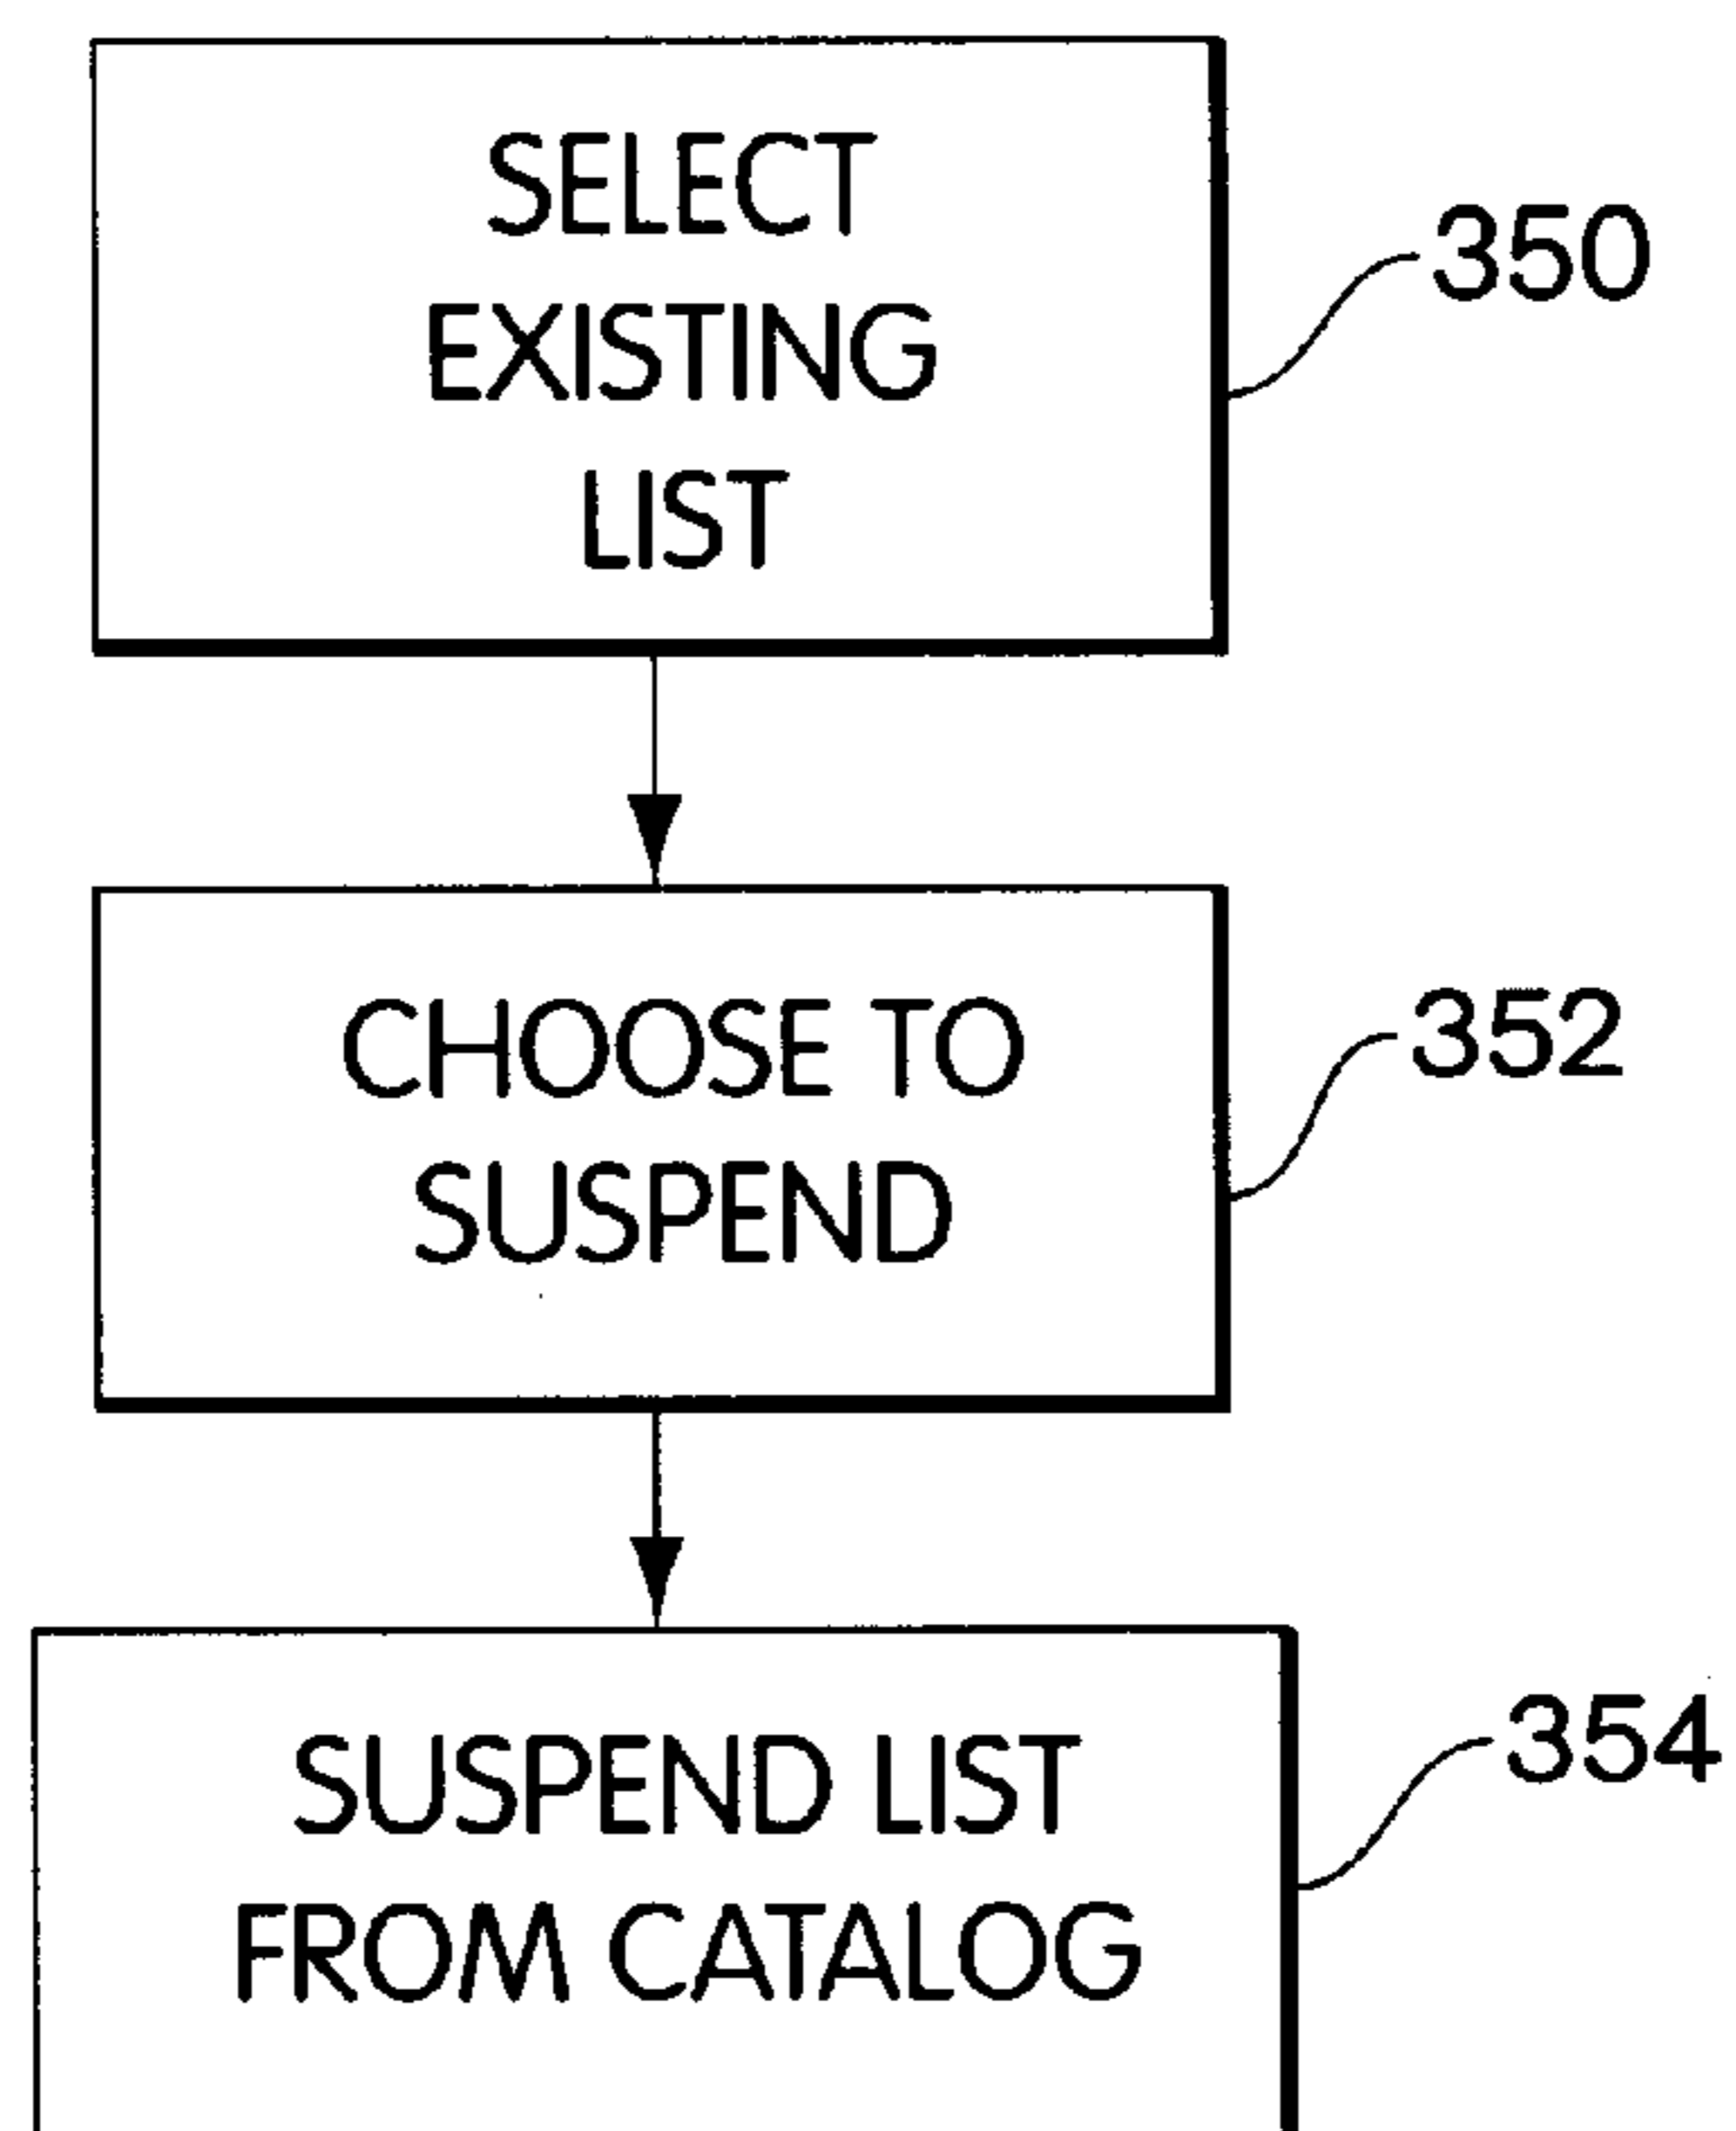 SELECT
EXISTING
LIST
350
CHOOSE TO
SUSPEND
352
SUSPEND LIST
FROM CATALOG
354